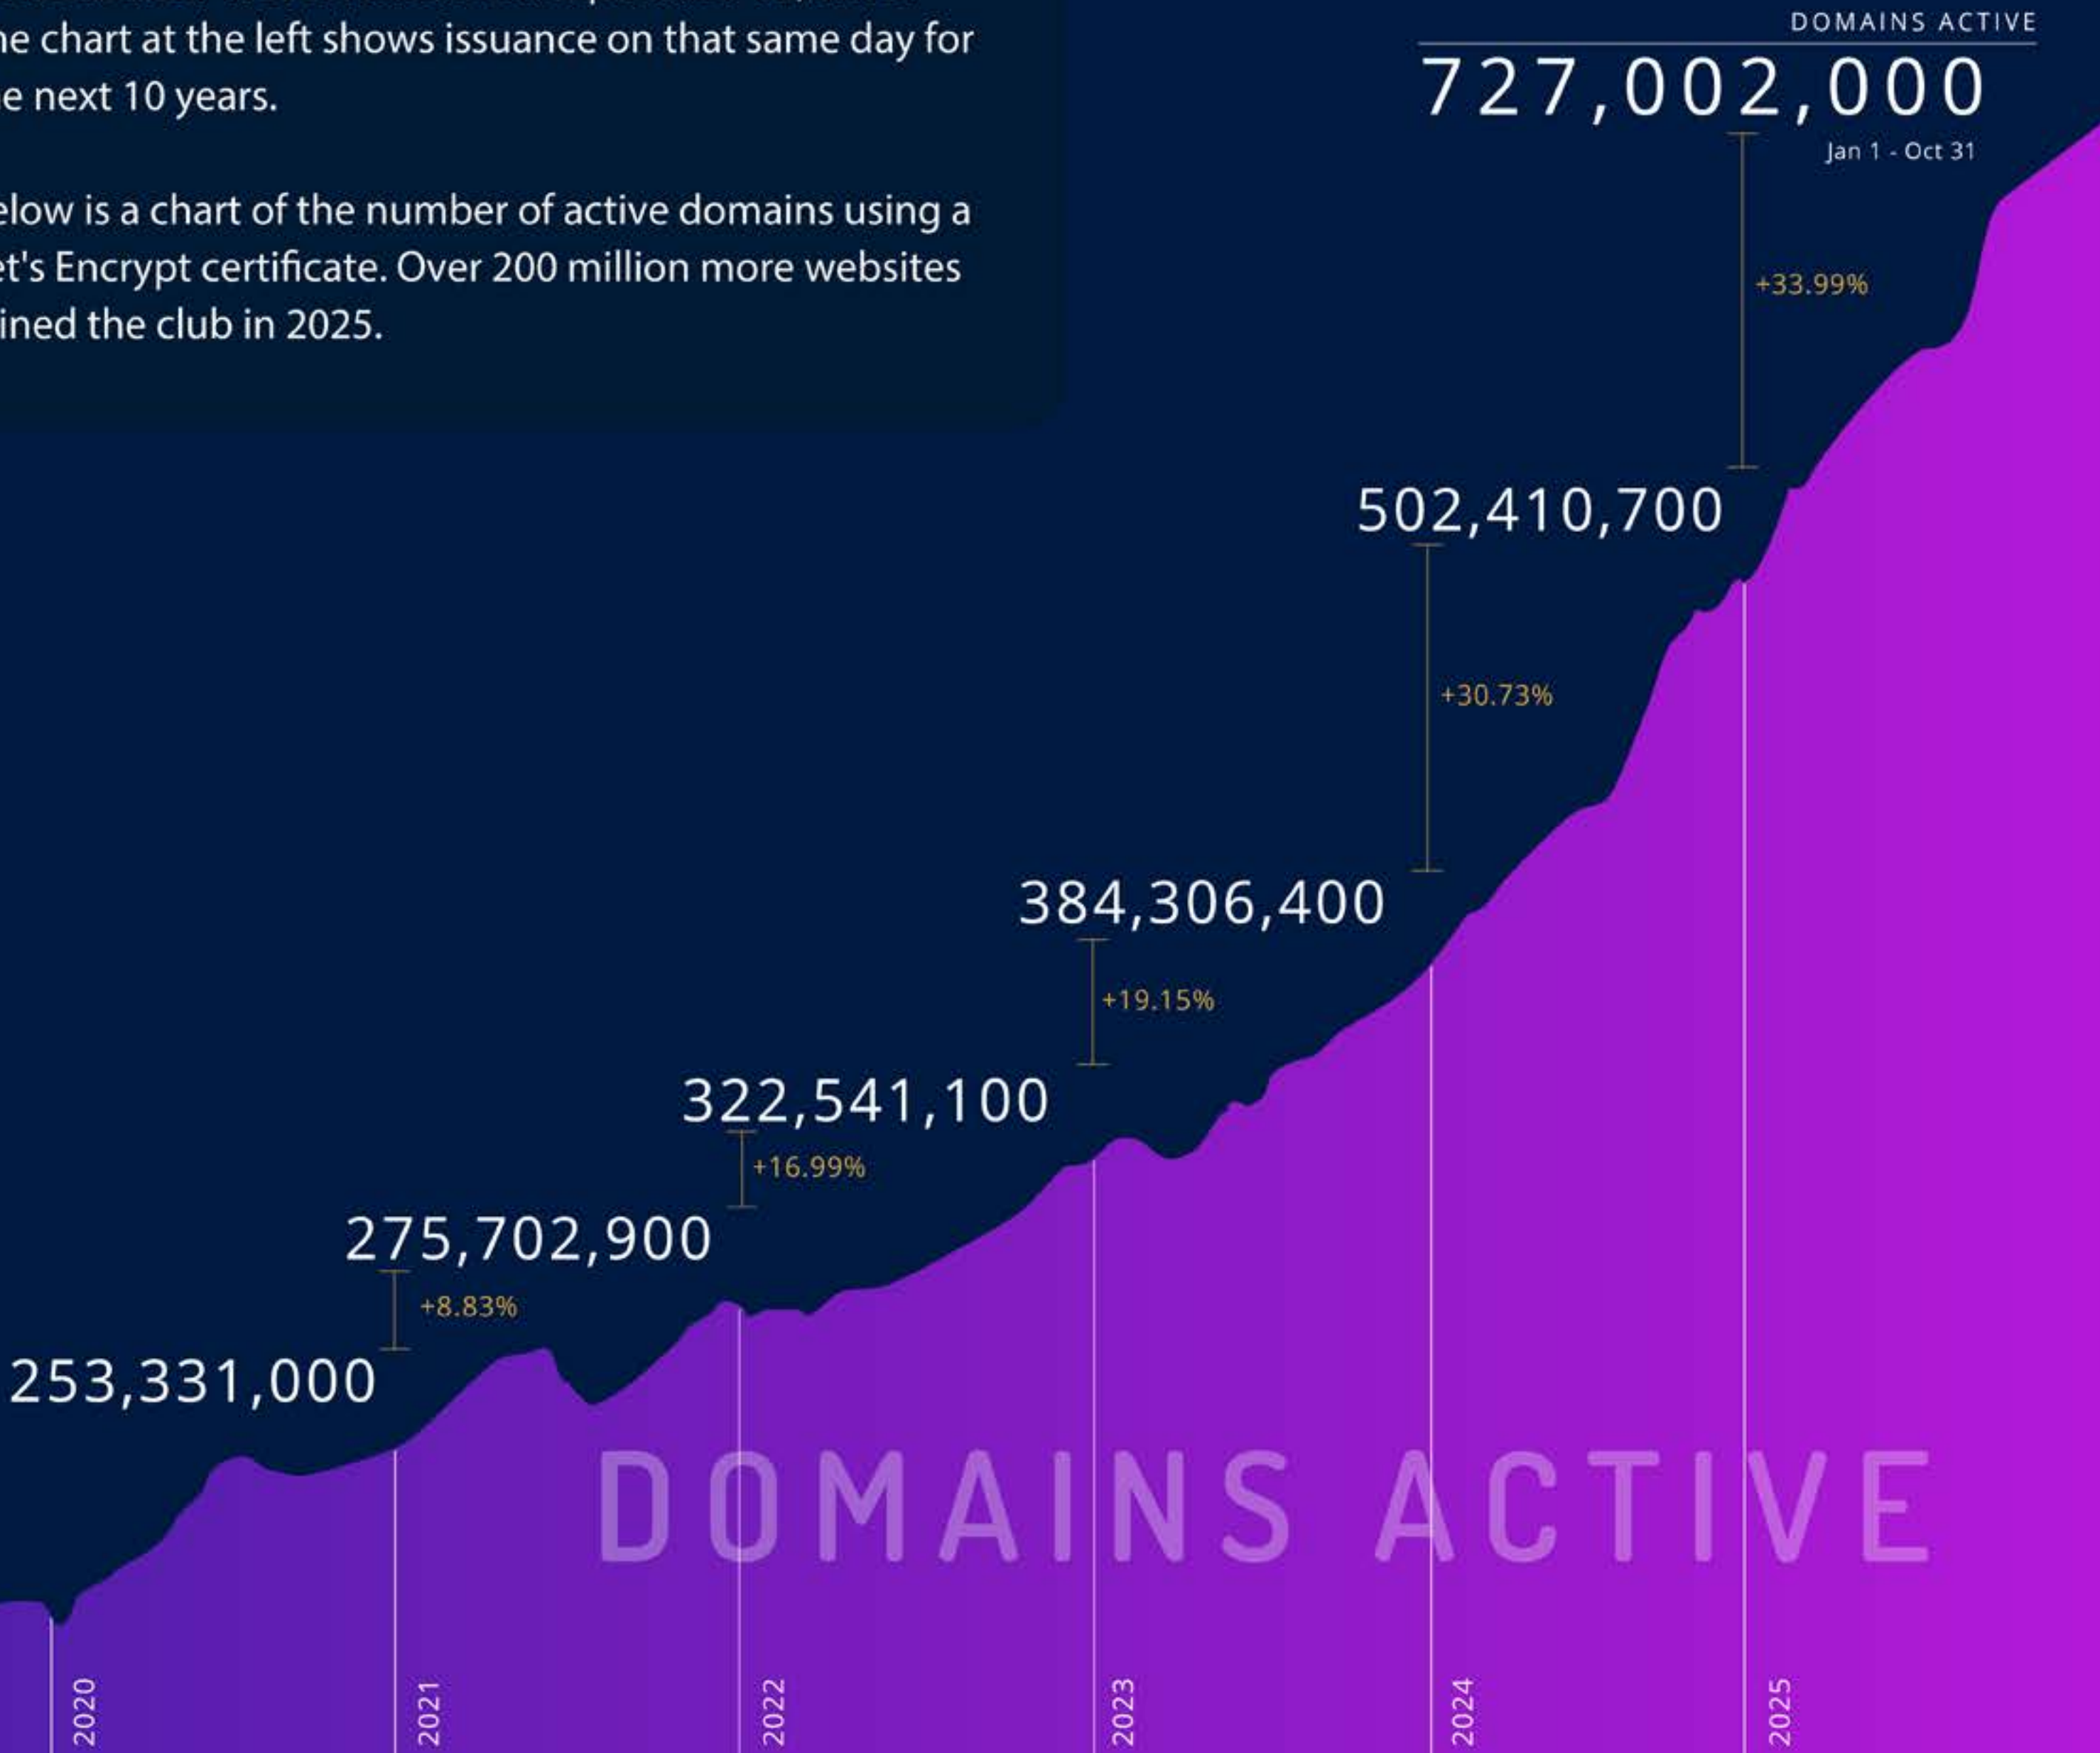 chart at the left shows issuance on that same day for
next 10 years.
is a chart of the number of active domains using a
Encrypt certificate. Over 200 million more websites
the club in 2025.
DOMAINS ACTIVE
727,002,000
Jan 1 - Oct 31
+33.99%
502,410,700
+30.73%
384,306,400
+19.15%
322,541,100
+16.99%
275,702,900
+8.83%
253,331,000
DOMAINS ACTIVE
2020
2021
2022
2023
2024
2025